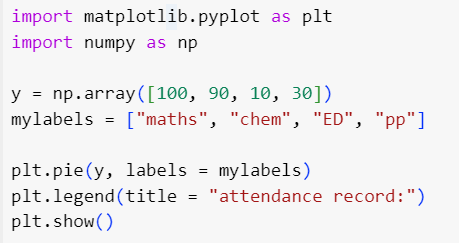 import matplotlib.pyplot as plt
import numpy as np
y = np.array([100, 90, 10, 30])
mylabels = ["maths", "chem", "ED", "pp"]
plt.pie(y, labels = mylabels)
plt.legend(title = "attendance record:")
plt.show()